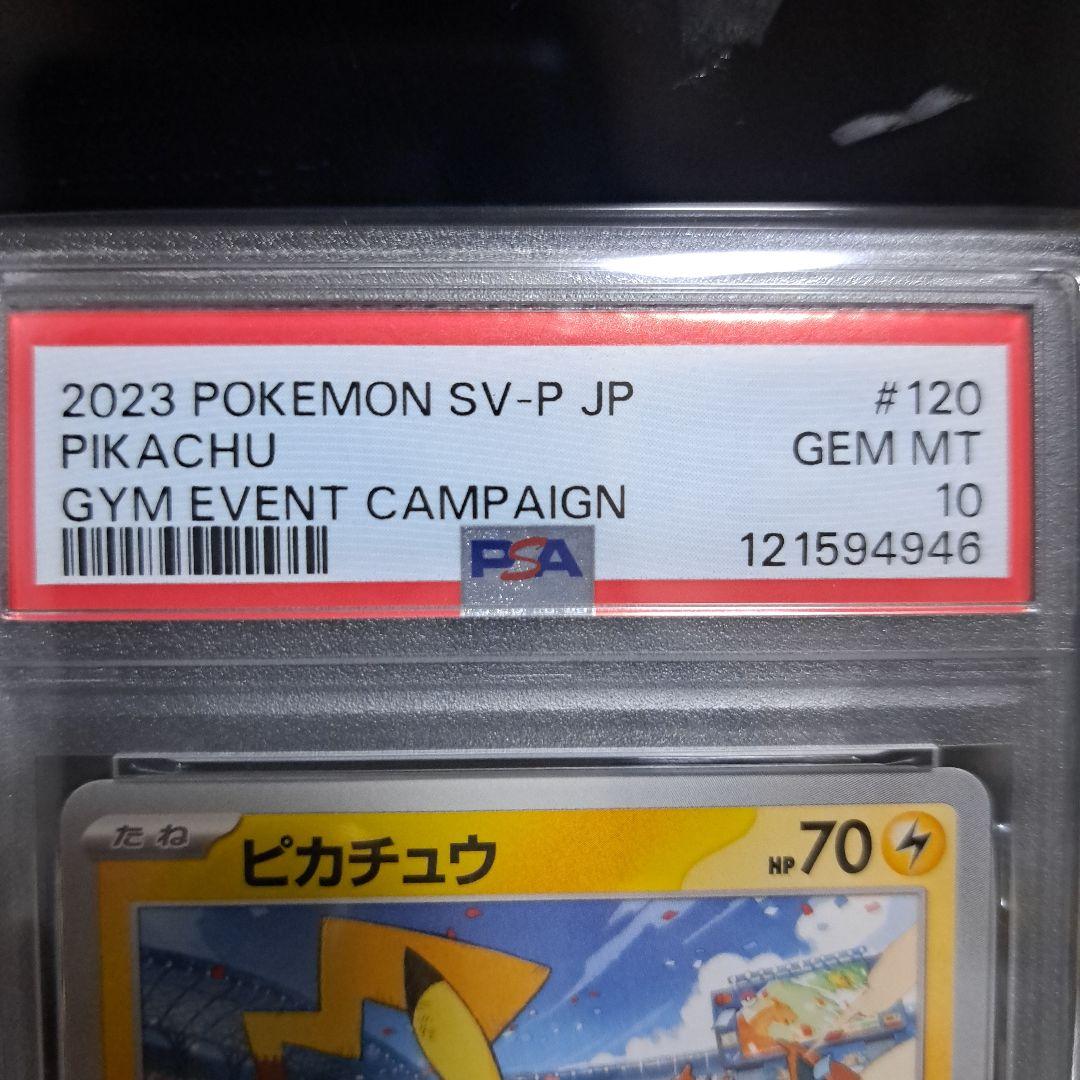 2023 POKEMON SV-P JP #120
PIKACHU GEM MT
GYM EVENT CAMPAIGN 10
PSA 121594946
たね ピカチュウ HP70